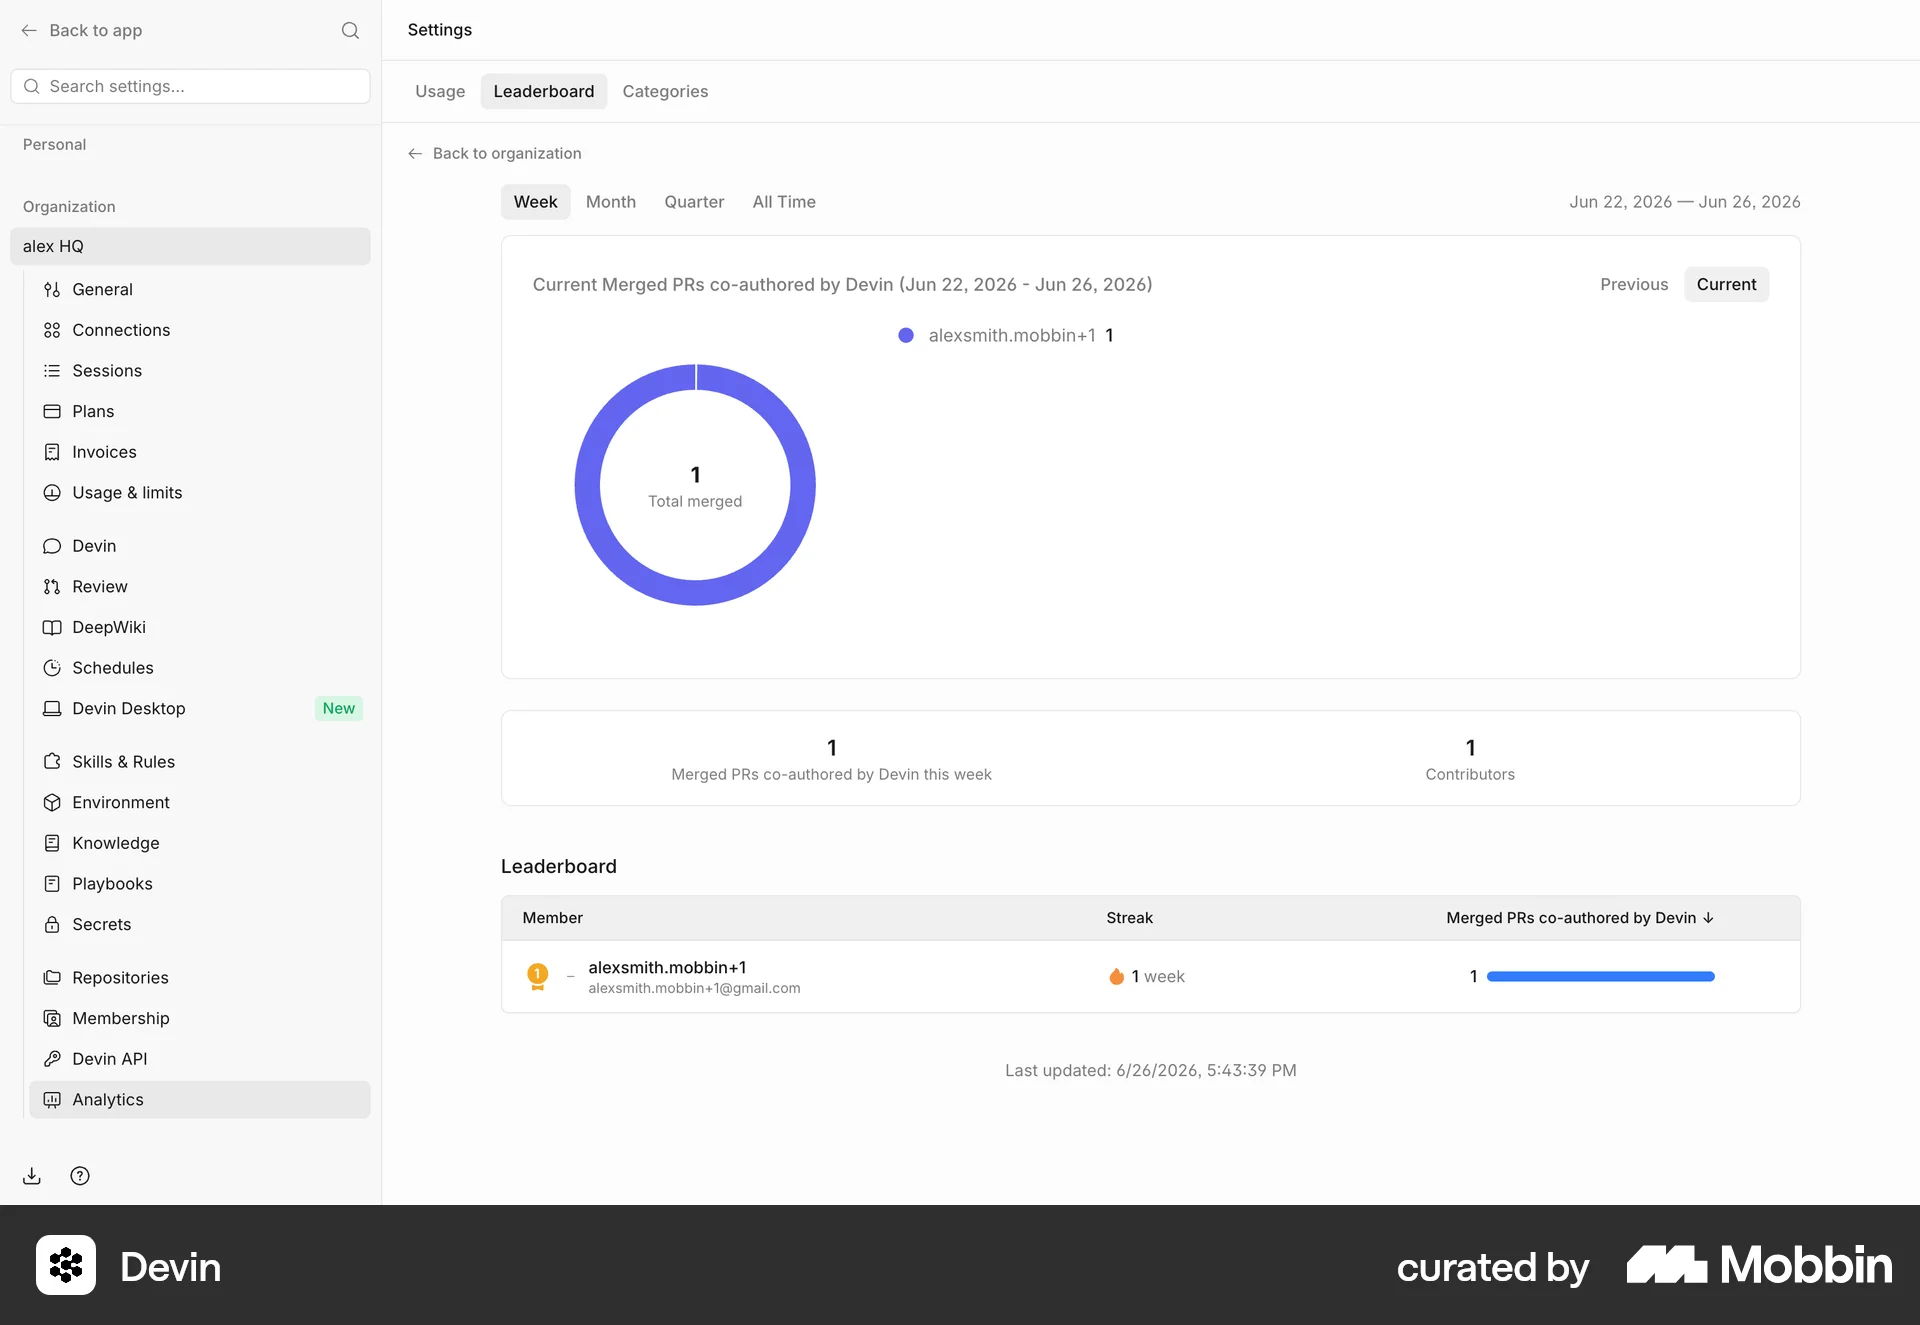 Back to app
Search settings...
Personal
Organization
alex HQ
General
Connections
Sessions
Plans
Invoices
Usage & limits
Devin
Review
DeepWiki
Schedules
Devin Desktop New
Skills & Rules
Environment
Knowledge
Playbooks
Secrets
Repositories
Membership
Devin API
Analytics
Settings
Usage Leaderboard Categories
Back to organization
Week Month Quarter All Time Jun 22, 2026 — Jun 26, 2026
Current Merged PRs co-authored by Devin (Jun 22, 2026 - Jun 26, 2026) Previous Current
alexsmith.mobbin+1 1
1
Total merged
1
Merged PRs co-authored by Devin this week
1
Contributors
Leaderboard
Member Streak Merged PRs co-authored by Devin ↓
1 – alexsmith.mobbin+1 1 week 1
alexsmith.mobbin+1@gmail.com
Last updated: 6/26/2026, 5:43:39 PM
Devin curated by Mobbin